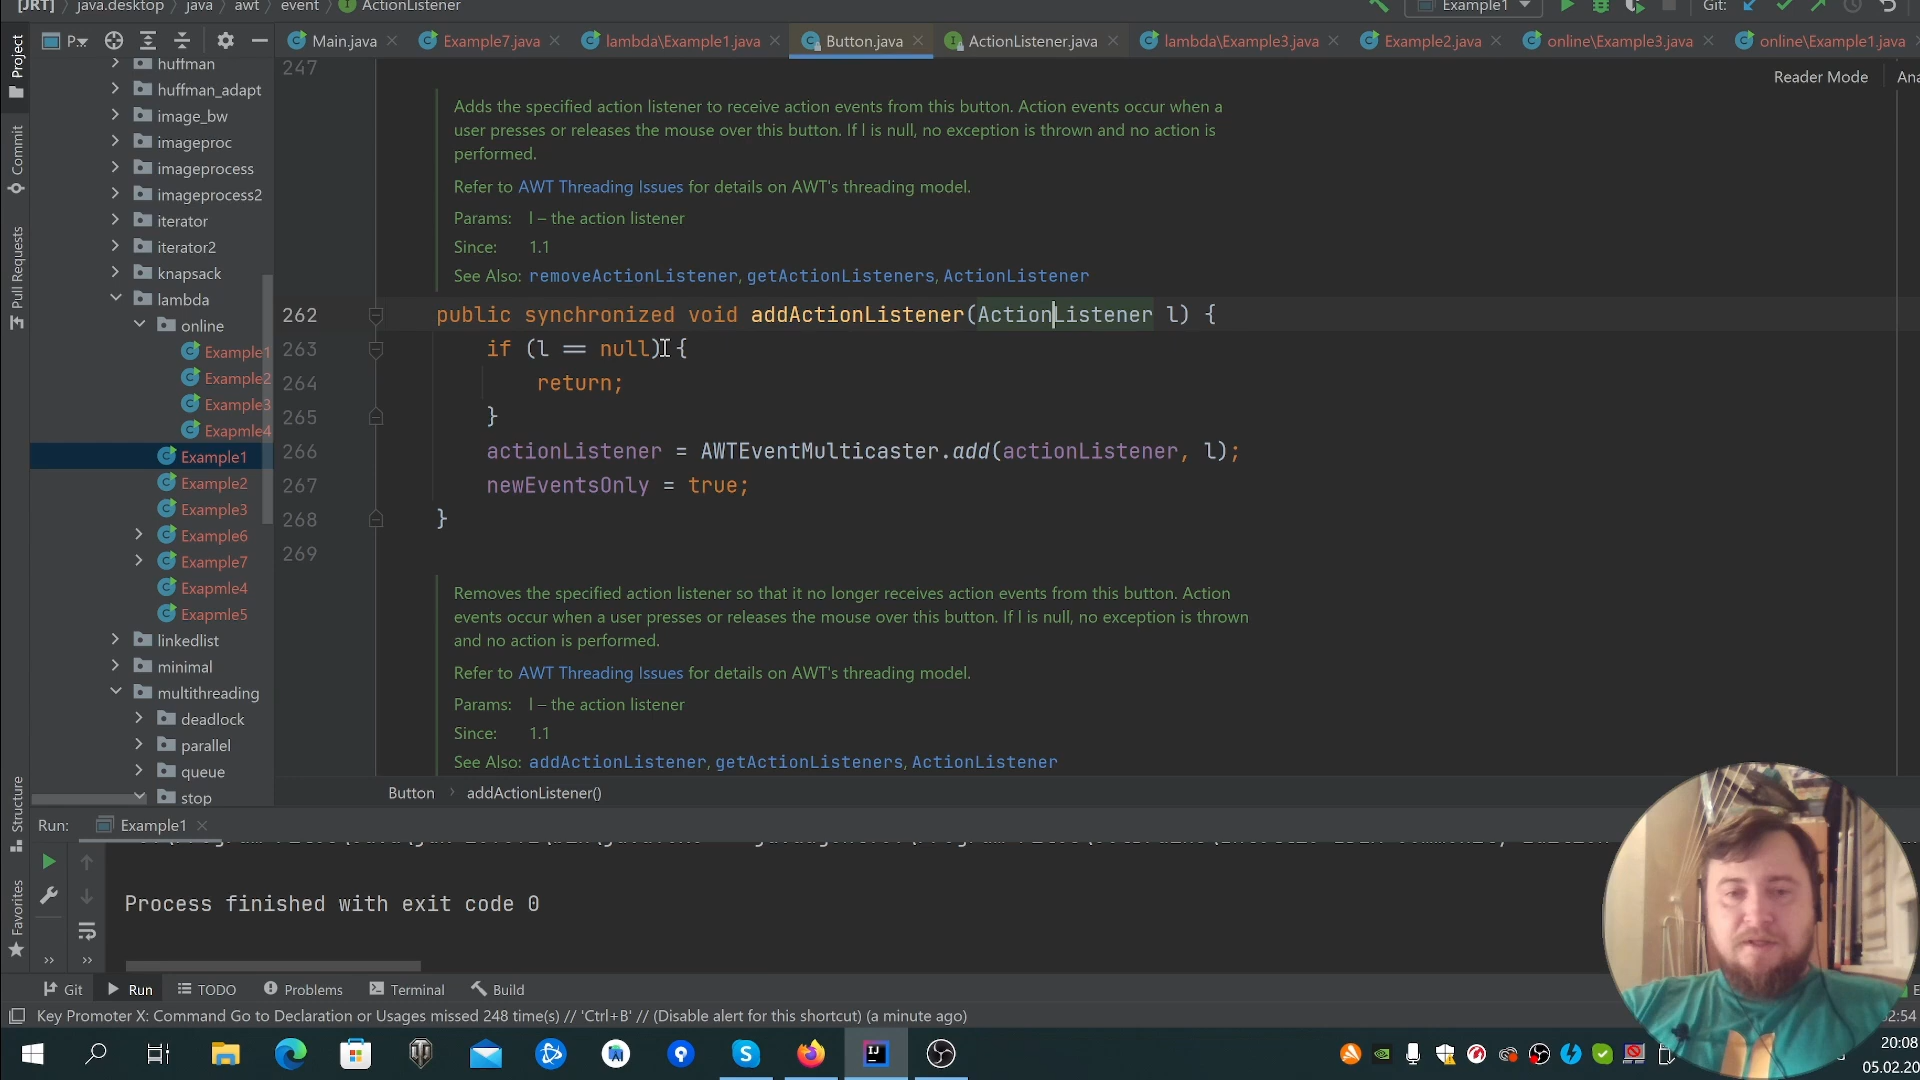 [JRT] java.desktop java awt event ActionListener
Example1
Git:
P..
Main.java
Example7.java
lambda\Example1.java
Button.java
ActionListener.java
lambda\Example3.java
Example2.java
online\Example3.java
online\Example1.java
Reader Mode
Project
Commit
Pull Requests
Structure
Favorites
huffman
huffman_adapt
image_bw
imageproc
imageprocess
imageprocess2
iterator
iterator2
knapsack
lambda
online
Example1
Example2
Example3
Exapmle4
Example1
Example2
Example3
Example6
Example7
Exapmle4
Exapmle5
linkedlist
minimal
multithreading
deadlock
parallel
queue
stop
247
Adds the specified action listener to receive action events from this button. Action events occur when a
user presses or releases the mouse over this button. If l is null, no exception is thrown and no action is
performed.
Refer to AWT Threading Issues for details on AWT's threading model.
Params: l – the action listener
Since: 1.1
See Also: removeActionListener, getActionListeners, ActionListener
262 public synchronized void addActionListener(ActionListener l) {
263 if (l == null) {
264 return;
265 }
266 actionListener = AWTEventMulticaster.add(actionListener, l);
267 newEventsOnly = true;
268 }
269
Removes the specified action listener so that it no longer receives action events from this button. Action
events occur when a user presses or releases the mouse over this button. If l is null, no exception is thrown
and no action is performed.
Refer to AWT Threading Issues for details on AWT's threading model.
Params: l – the action listener
Since: 1.1
See Also: addActionListener, getActionListeners, ActionListener
Button addActionListener()
Run: Example1
Process finished with exit code 0
Git Run TODO Problems Terminal Build
Key Promoter X: Command Go to Declaration or Usages missed 248 time(s) // 'Ctrl+B' // (Disable alert for this shortcut) (a minute ago)
20:08
05.02.20